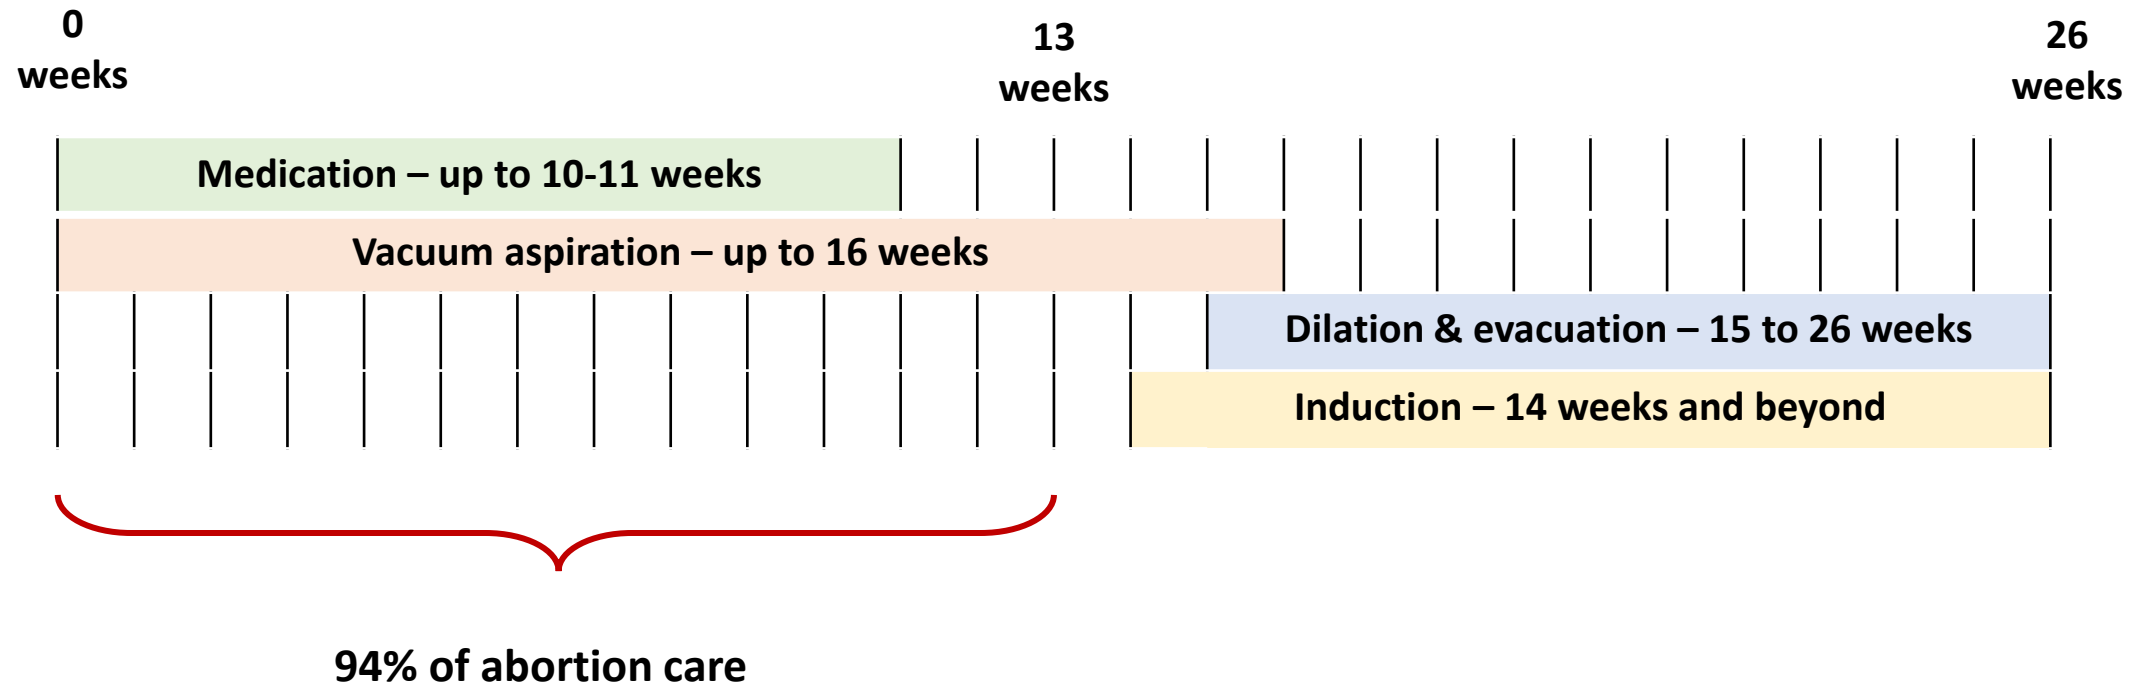 0
weeks
13
weeks
26
weeks
Medication – up to 10-11 weeks
Vacuum aspiration – up to 16 weeks
Dilation & evacuation – 15 to 26 weeks
Induction – 14 weeks and beyond
94% of abortion care